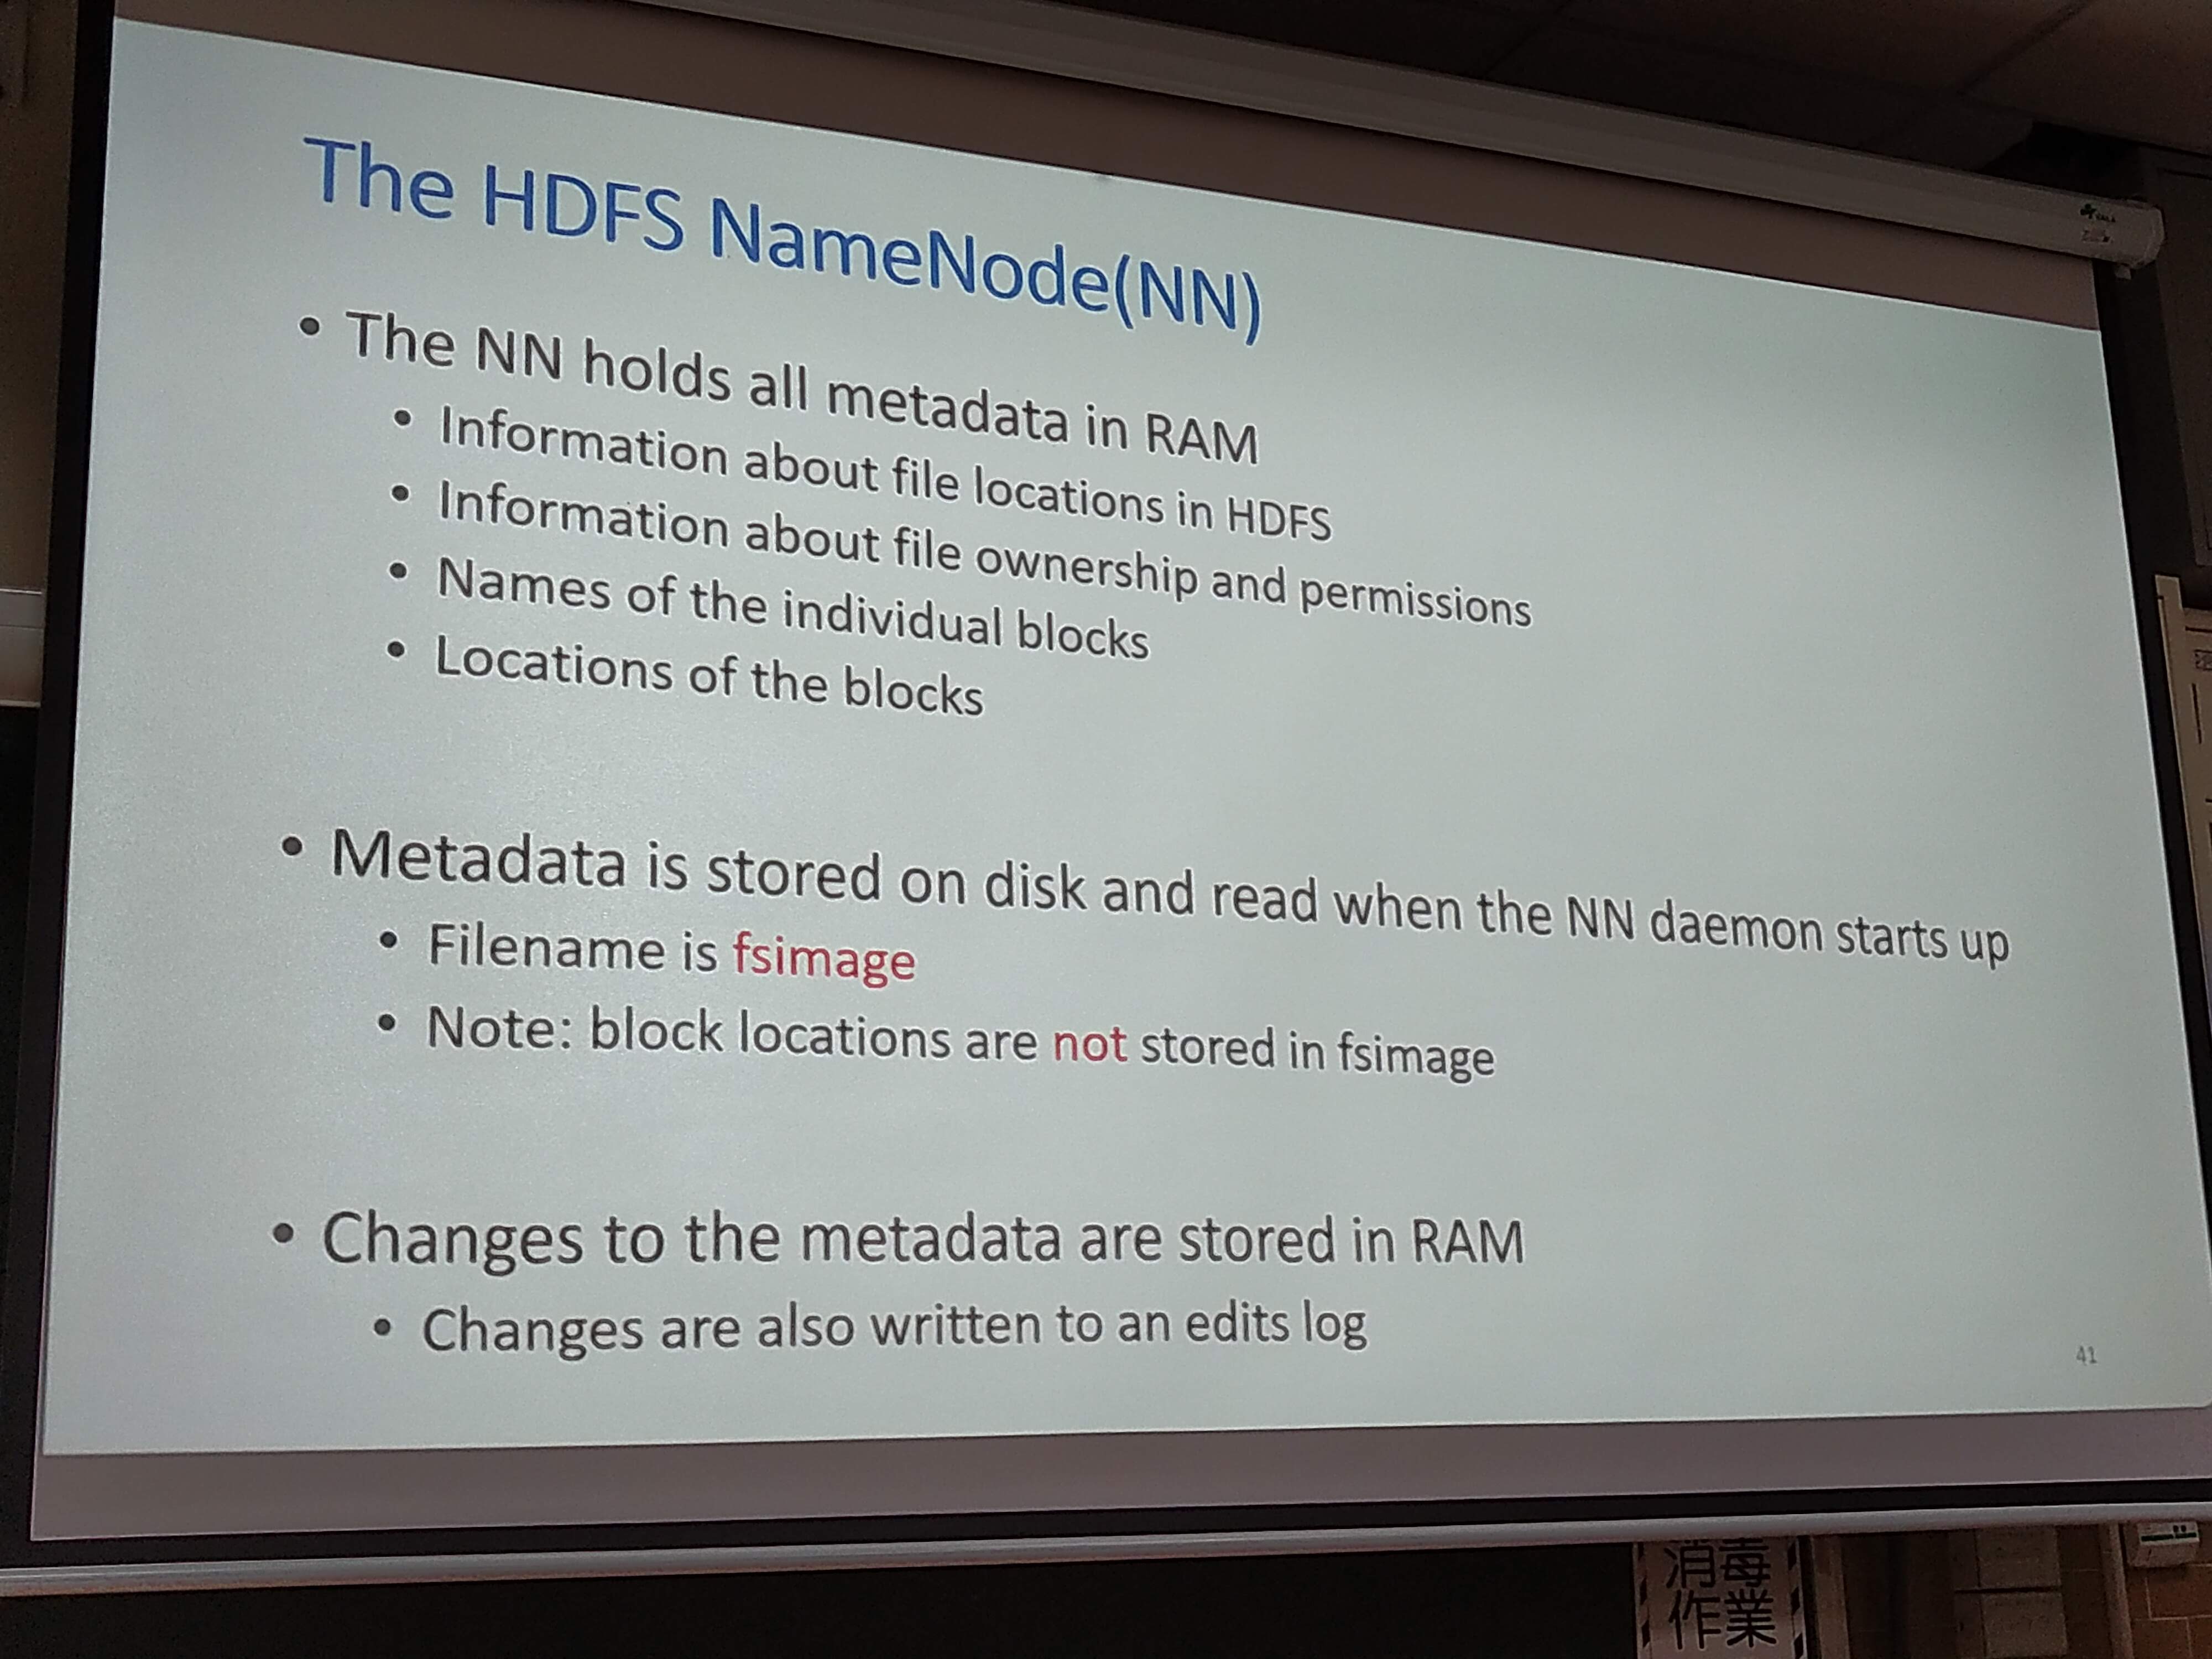 The HDFS NameNode(NN)
• The NN holds all metadata in RAM
• Information about file locations in HDFS
• Information about file ownership and permissions
• Names of the individual blocks
• Locations of the blocks
• Metadata is stored on disk and read when the NN daemon starts up
• Filename is fsimage
• Note: block locations are not stored in fsimage
• Changes to the metadata are stored in RAM
• Changes are also written to an edits log
41
消毒
作業